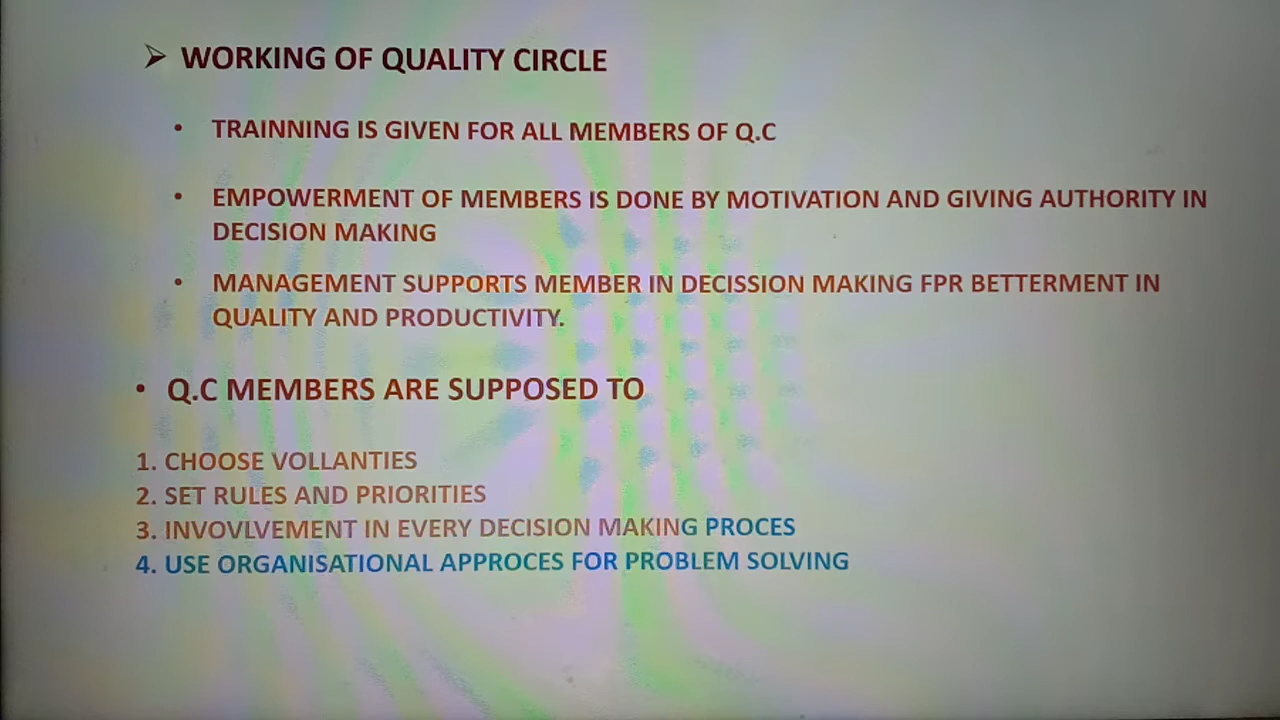 ➢ WORKING OF QUALITY CIRCLE
• TRAINNING IS GIVEN FOR ALL MEMBERS OF Q.C
• EMPOWERMENT OF MEMBERS IS DONE BY MOTIVATION AND GIVING AUTHORITY IN
DECISION MAKING
• MANAGEMENT SUPPORTS MEMBER IN DECISSION MAKING FPR BETTERMENT IN
QUALITY AND PRODUCTIVITY.
• Q.C MEMBERS ARE SUPPOSED TO
1. CHOOSE VOLLANTIES
2. SET RULES AND PRIORITIES
3. INVOVLVEMENT IN EVERY DECISION MAKING PROCES
4. USE ORGANISATIONAL APPROCES FOR PROBLEM SOLVING